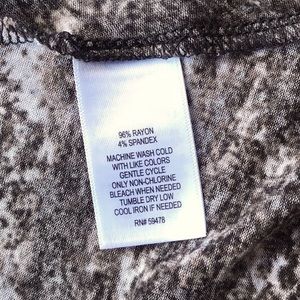 96% RAYON
4% SPANDEX
MACHINE WASH COLD
WITH LIKE COLORS
GENTLE CYCLE
ONLY NON-CHLORINE
BLEACH WHEN NEEDED
TUMBLE DRY LOW
COOL IRON IF NEEDED
RN# 59478